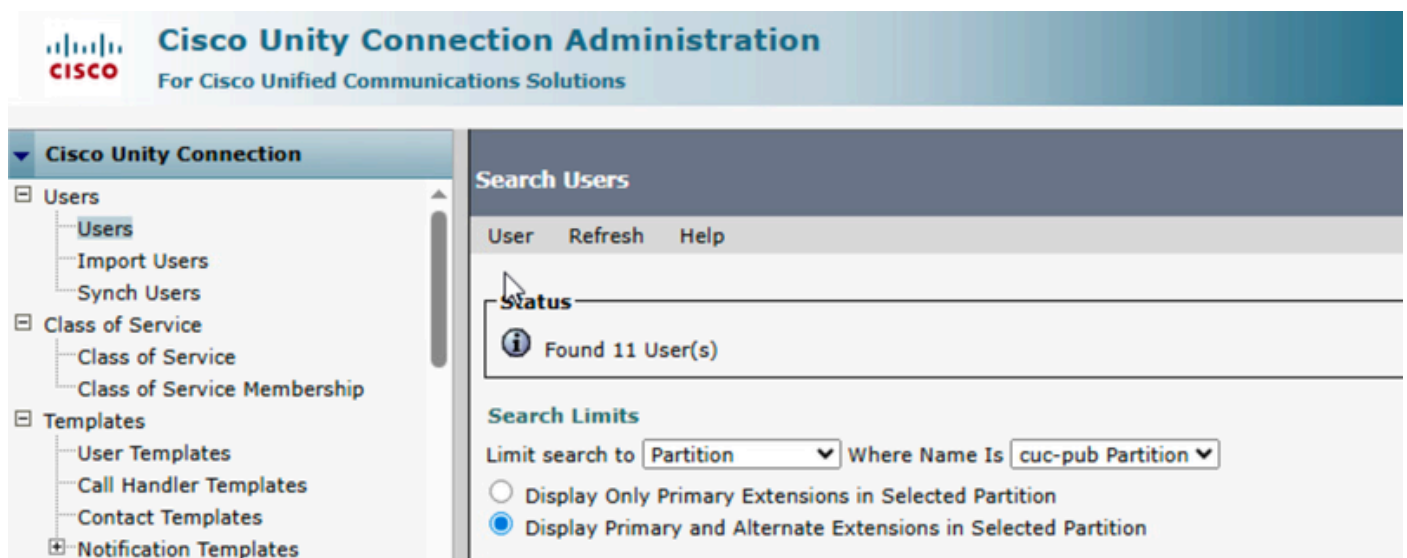 Cisco Unity Connection Administration
CISCO
For Cisco Unified Communications Solutions
Cisco Unity Connection
Users
Users
Import Users
Synch Users
Class of Service
Class of Service
Class of Service Membership
Templates
User Templates
Call Handler Templates
Contact Templates
Notification Templates
Search Users
User Refresh Help
Status
Found 11 User(s)
Search Limits
Limit search to Partition Where Name Is cuc-pub Partition
Display Only Primary Extensions in Selected Partition
Display Primary and Alternate Extensions in Selected Partition